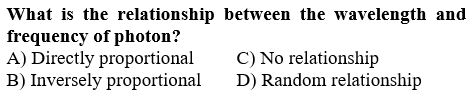 What is the relationship between the wavelength and
frequency of photon?
A) Directly proportional C) No relationship
B) Inversely proportional D) Random relationship